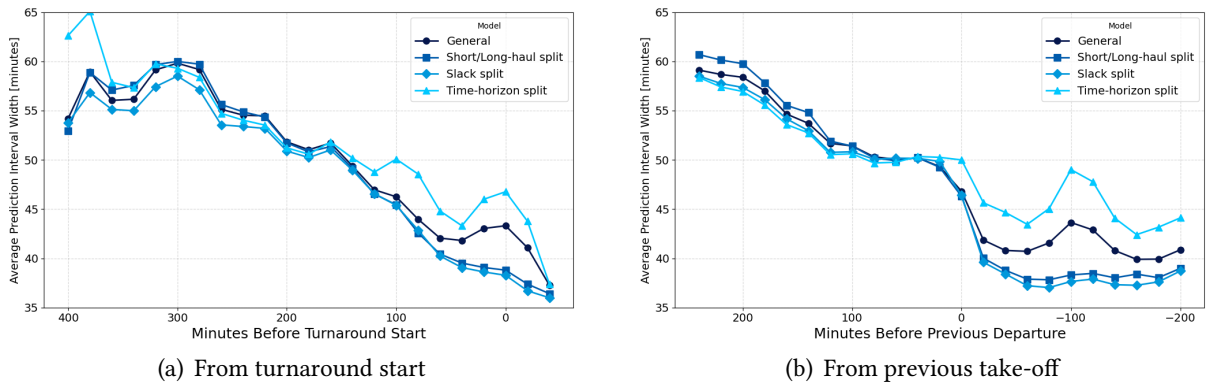 65
60
55
50
45
40
35
Average Prediction Interval Width [minutes]
400
300
200
100
0
Minutes Before Turnaround Start
Model
General
Short/Long-haul split
Slack split
Time-horizon split
(a) From turnaround start
65
60
55
50
45
40
35
Average Prediction Interval Width [minutes]
200
100
0
−100
−200
Minutes Before Previous Departure
Model
General
Short/Long-haul split
Slack split
Time-horizon split
(b) From previous take-off